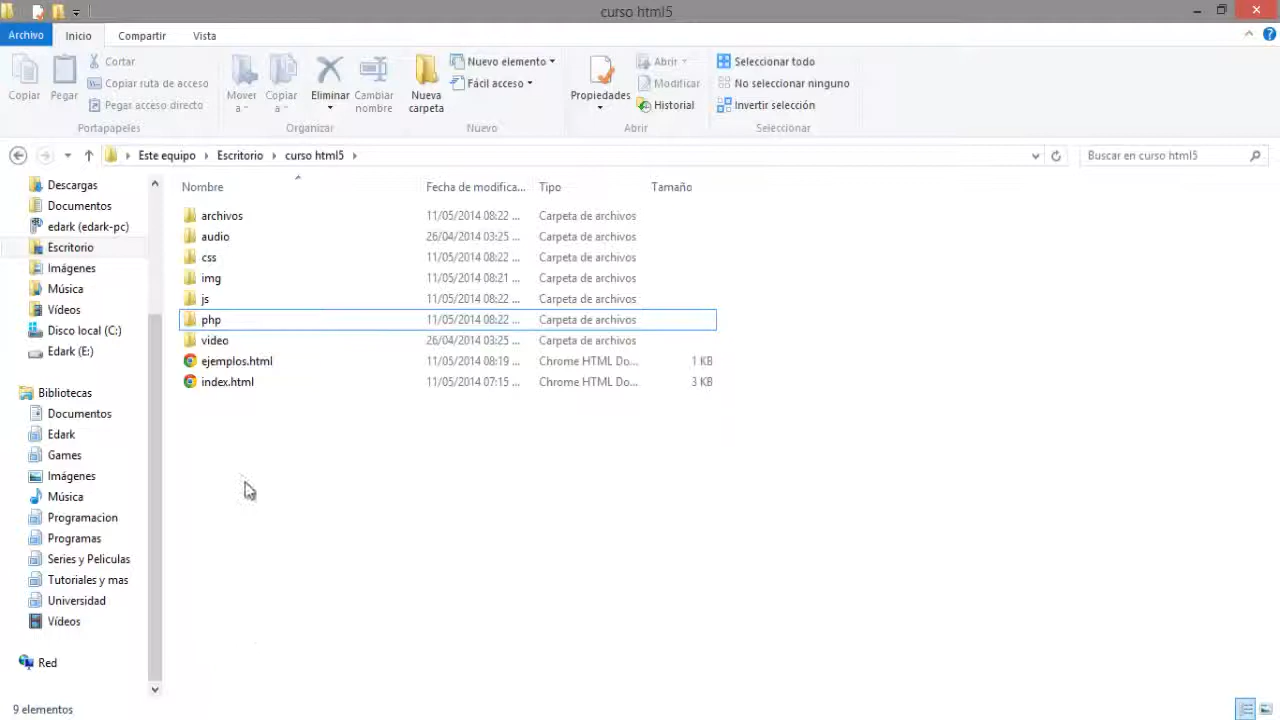 curso html5
Archivo Inicio Compartir Vista
Copiar
Pegar
Cortar
Copiar ruta de acceso
Pegar acceso directo
Portapapeles
Mover a
Copiar a
Eliminar
Cambiar nombre
Organizar
Nueva carpeta
Nuevo elemento
Fácil acceso
Nuevo
Propiedades
Abrir
Modificar
Historial
Abrir
Seleccionar todo
No seleccionar ninguno
Invertir selección
Seleccionar
Este equipo Escritorio curso html5
Buscar en curso html5
Descargas
Documentos
edark (edark-pc)
Escritorio
Imágenes
Música
Vídeos
Disco local (C:)
Edark (E:)
Bibliotecas
Documentos
Edark
Games
Imágenes
Música
Programacion
Programas
Series y Peliculas
Tutoriales y mas
Universidad
Vídeos
Red
Nombre Fecha de modifica... Tipo Tamaño
archivos 11/05/2014 08:22 ... Carpeta de archivos
audio 26/04/2014 03:25 ... Carpeta de archivos
css 11/05/2014 08:22 ... Carpeta de archivos
img 11/05/2014 08:21 ... Carpeta de archivos
js 11/05/2014 08:22 ... Carpeta de archivos
php 11/05/2014 08:22 ... Carpeta de archivos
video 26/04/2014 03:25 ... Carpeta de archivos
ejemplos.html 11/05/2014 08:19 ... Chrome HTML Do... 1 KB
index.html 11/05/2014 07:15 ... Chrome HTML Do... 3 KB
9 elementos